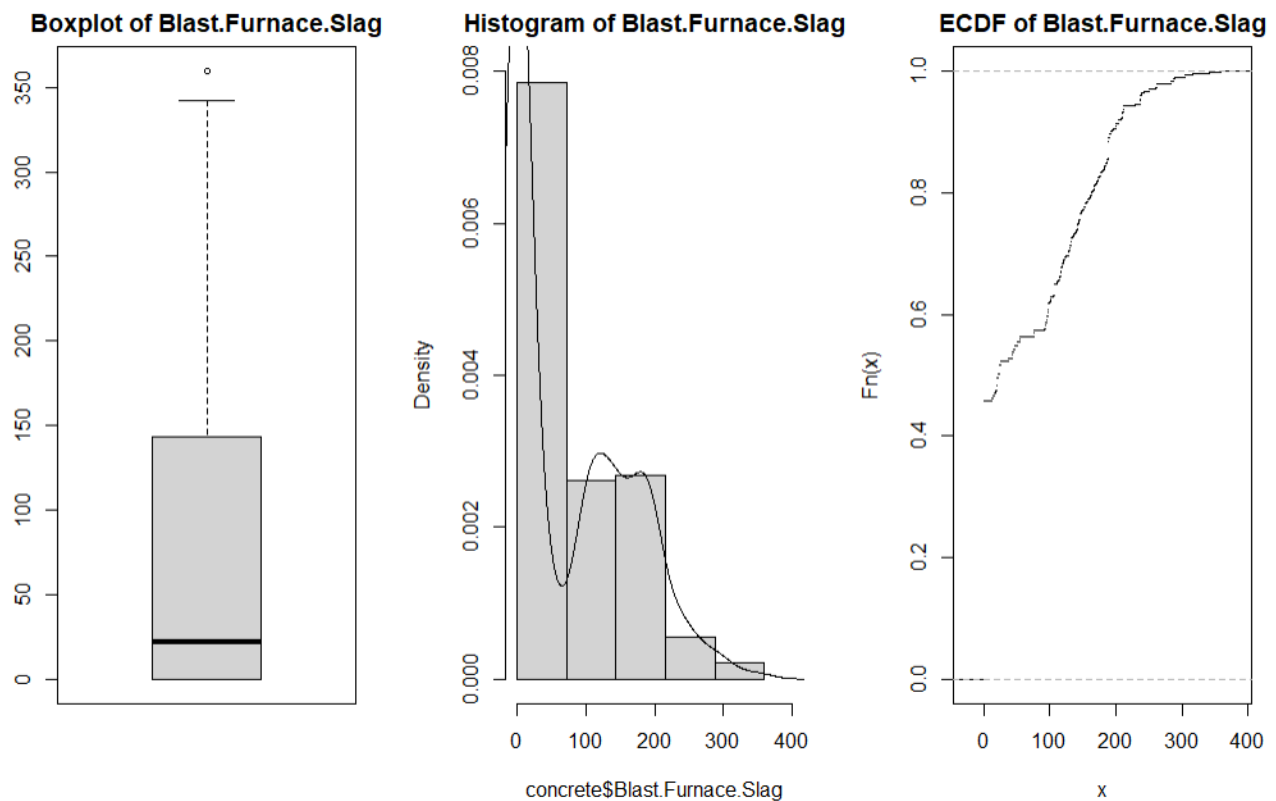 Boxplot of Blast.Furnace.Slag
350
300
250
200
150
100
50
0
Histogram of Blast.Furnace.Slag
Density
0.008
0.006
0.004
0.002
0.000
0 100 200 300 400
concrete$Blast.Furnace.Slag
ECDF of Blast.Furnace.Slag
Fn(x)
1.0
0.8
0.6
0.4
0.2
0.0
0 100 200 300 400
x